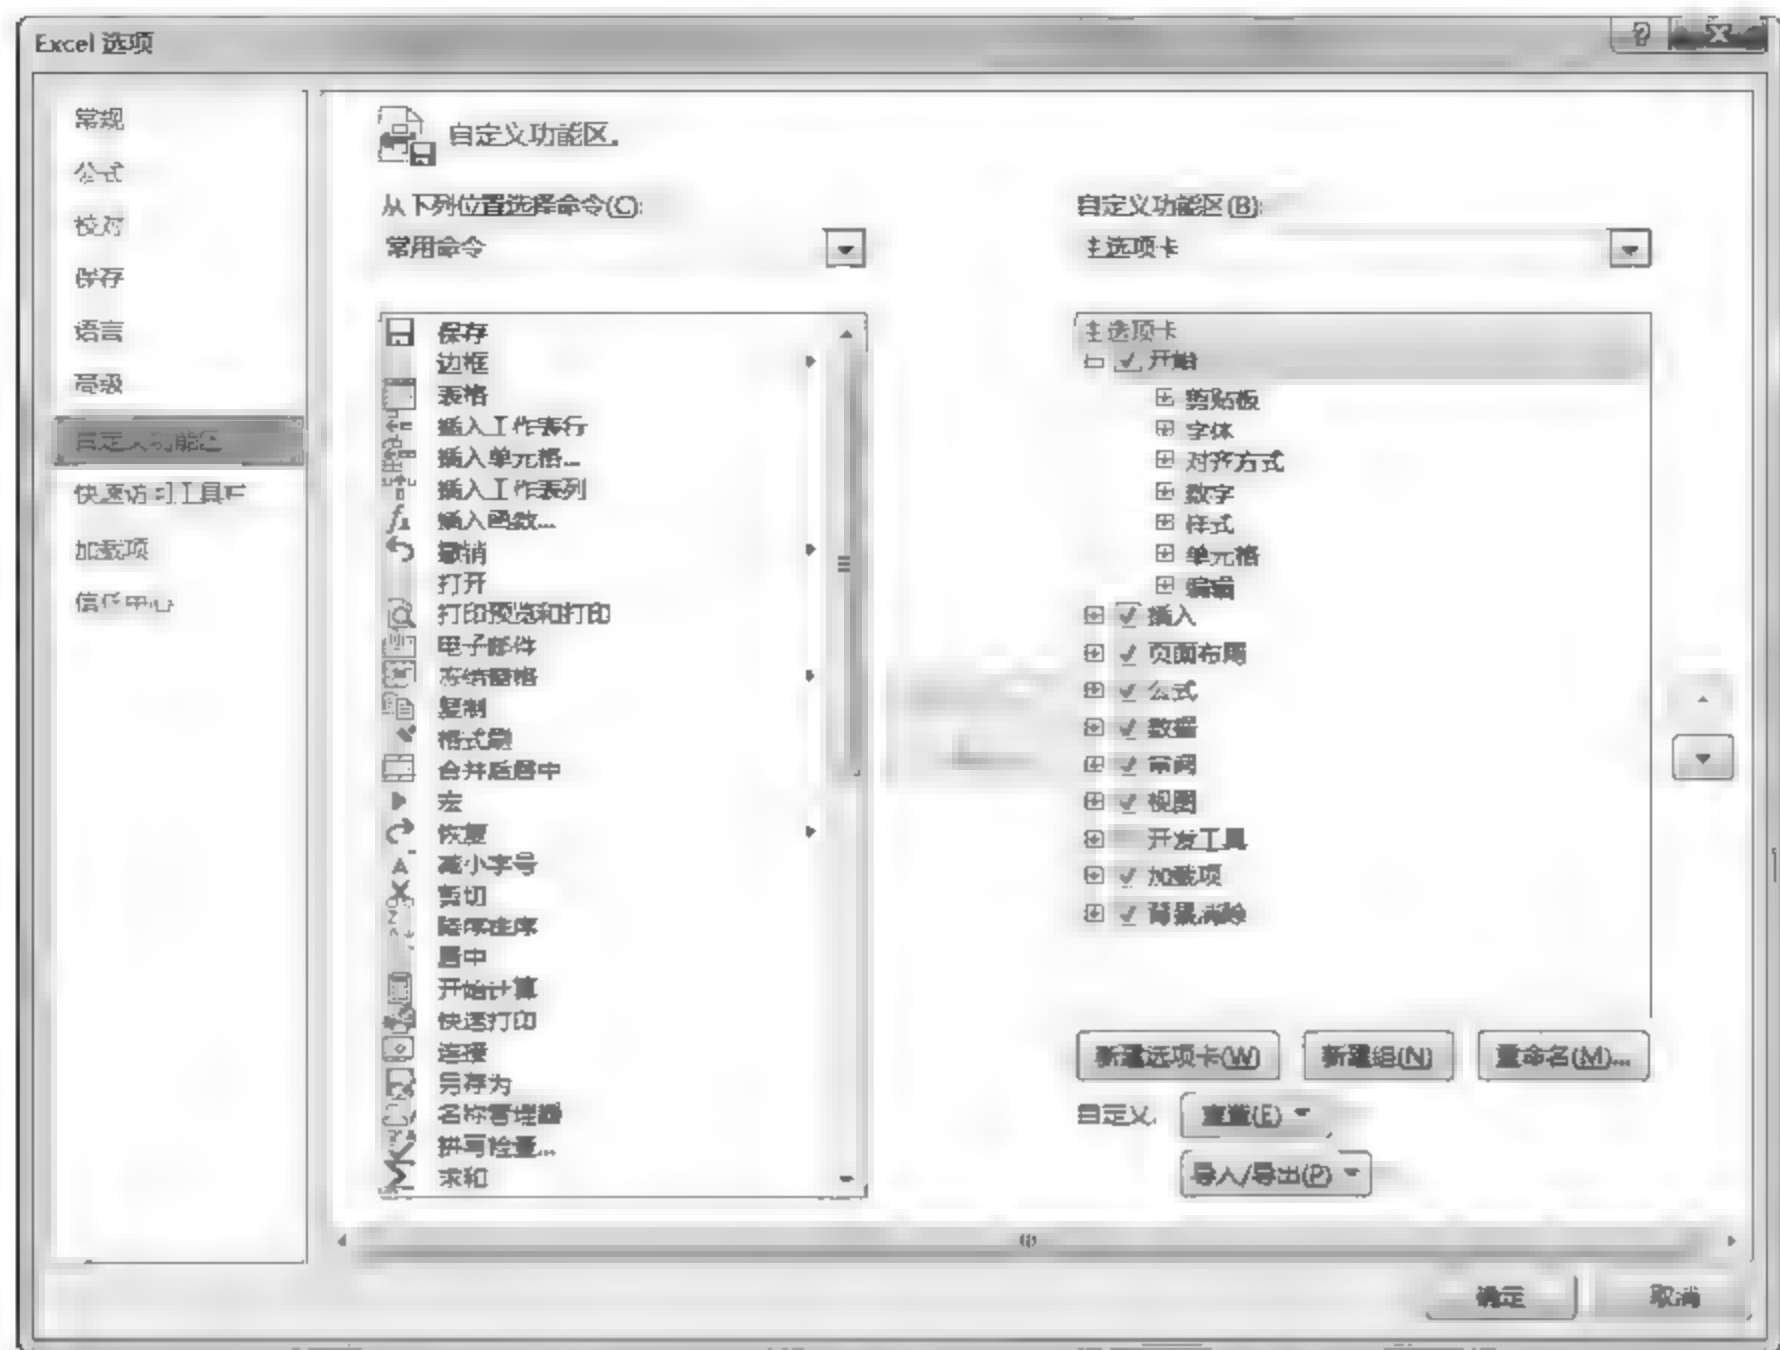 Excel 选项
常规
公式
校对
保存
语言
高级
自定义功能区
快速访问工具栏
加载项
信任中心
自定义功能区。
从下列位置选择命令(C):
常用命令
保存
边框
表格
插入工作表行
插入单元格...
插入工作表列
插入函数...
撤销
打开
打印预览和打印
电子邮件
冻结窗格
复制
格式刷
合并后居中
宏
恢复
减小字号
剪切
降序排序
居中
开始计算
快速打印
连接
另存为
名称管理器
拼写检查...
求和
自定义功能区(B):
主选项卡
主选项卡
开始
剪贴板
字体
对齐方式
数字
样式
单元格
编辑
插入
页面布局
公式
数据
审阅
视图
开发工具
加载项
背景消除
新建选项卡(W)
新建组(N)
重命名(M)...
自定义:
重置(E)
导入/导出(P)
确定
取消